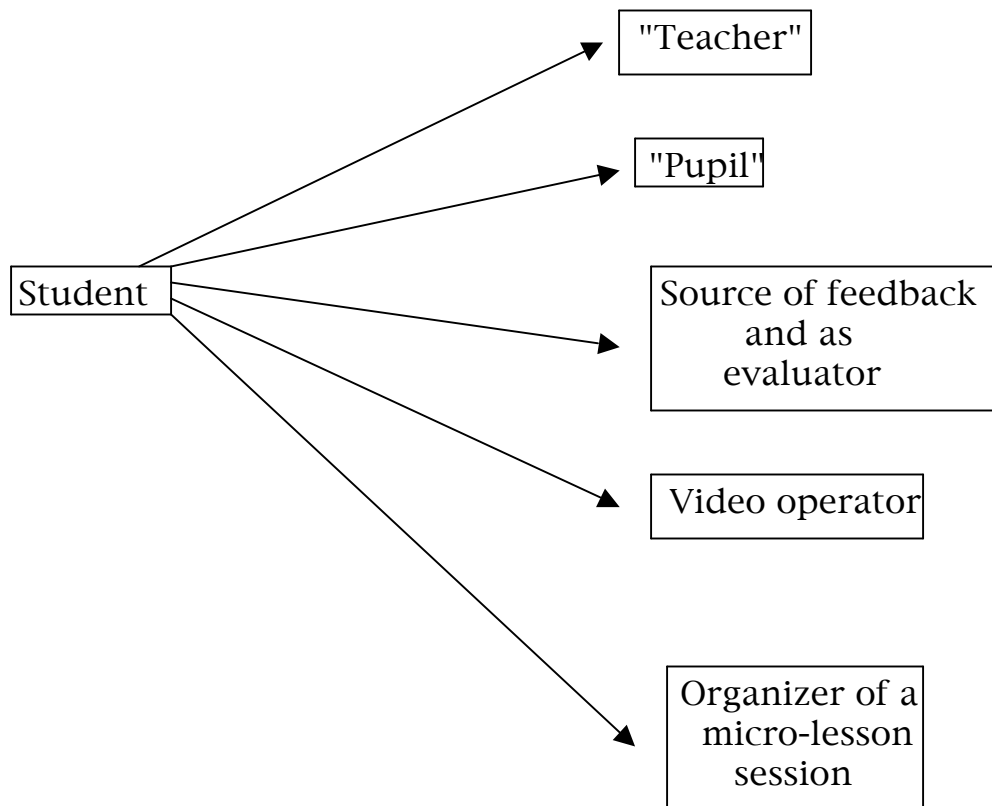 "Teacher"
"Pupil"
Student
Source of feedback
and as
evaluator
Video operator
Organizer of a
micro-lesson
session